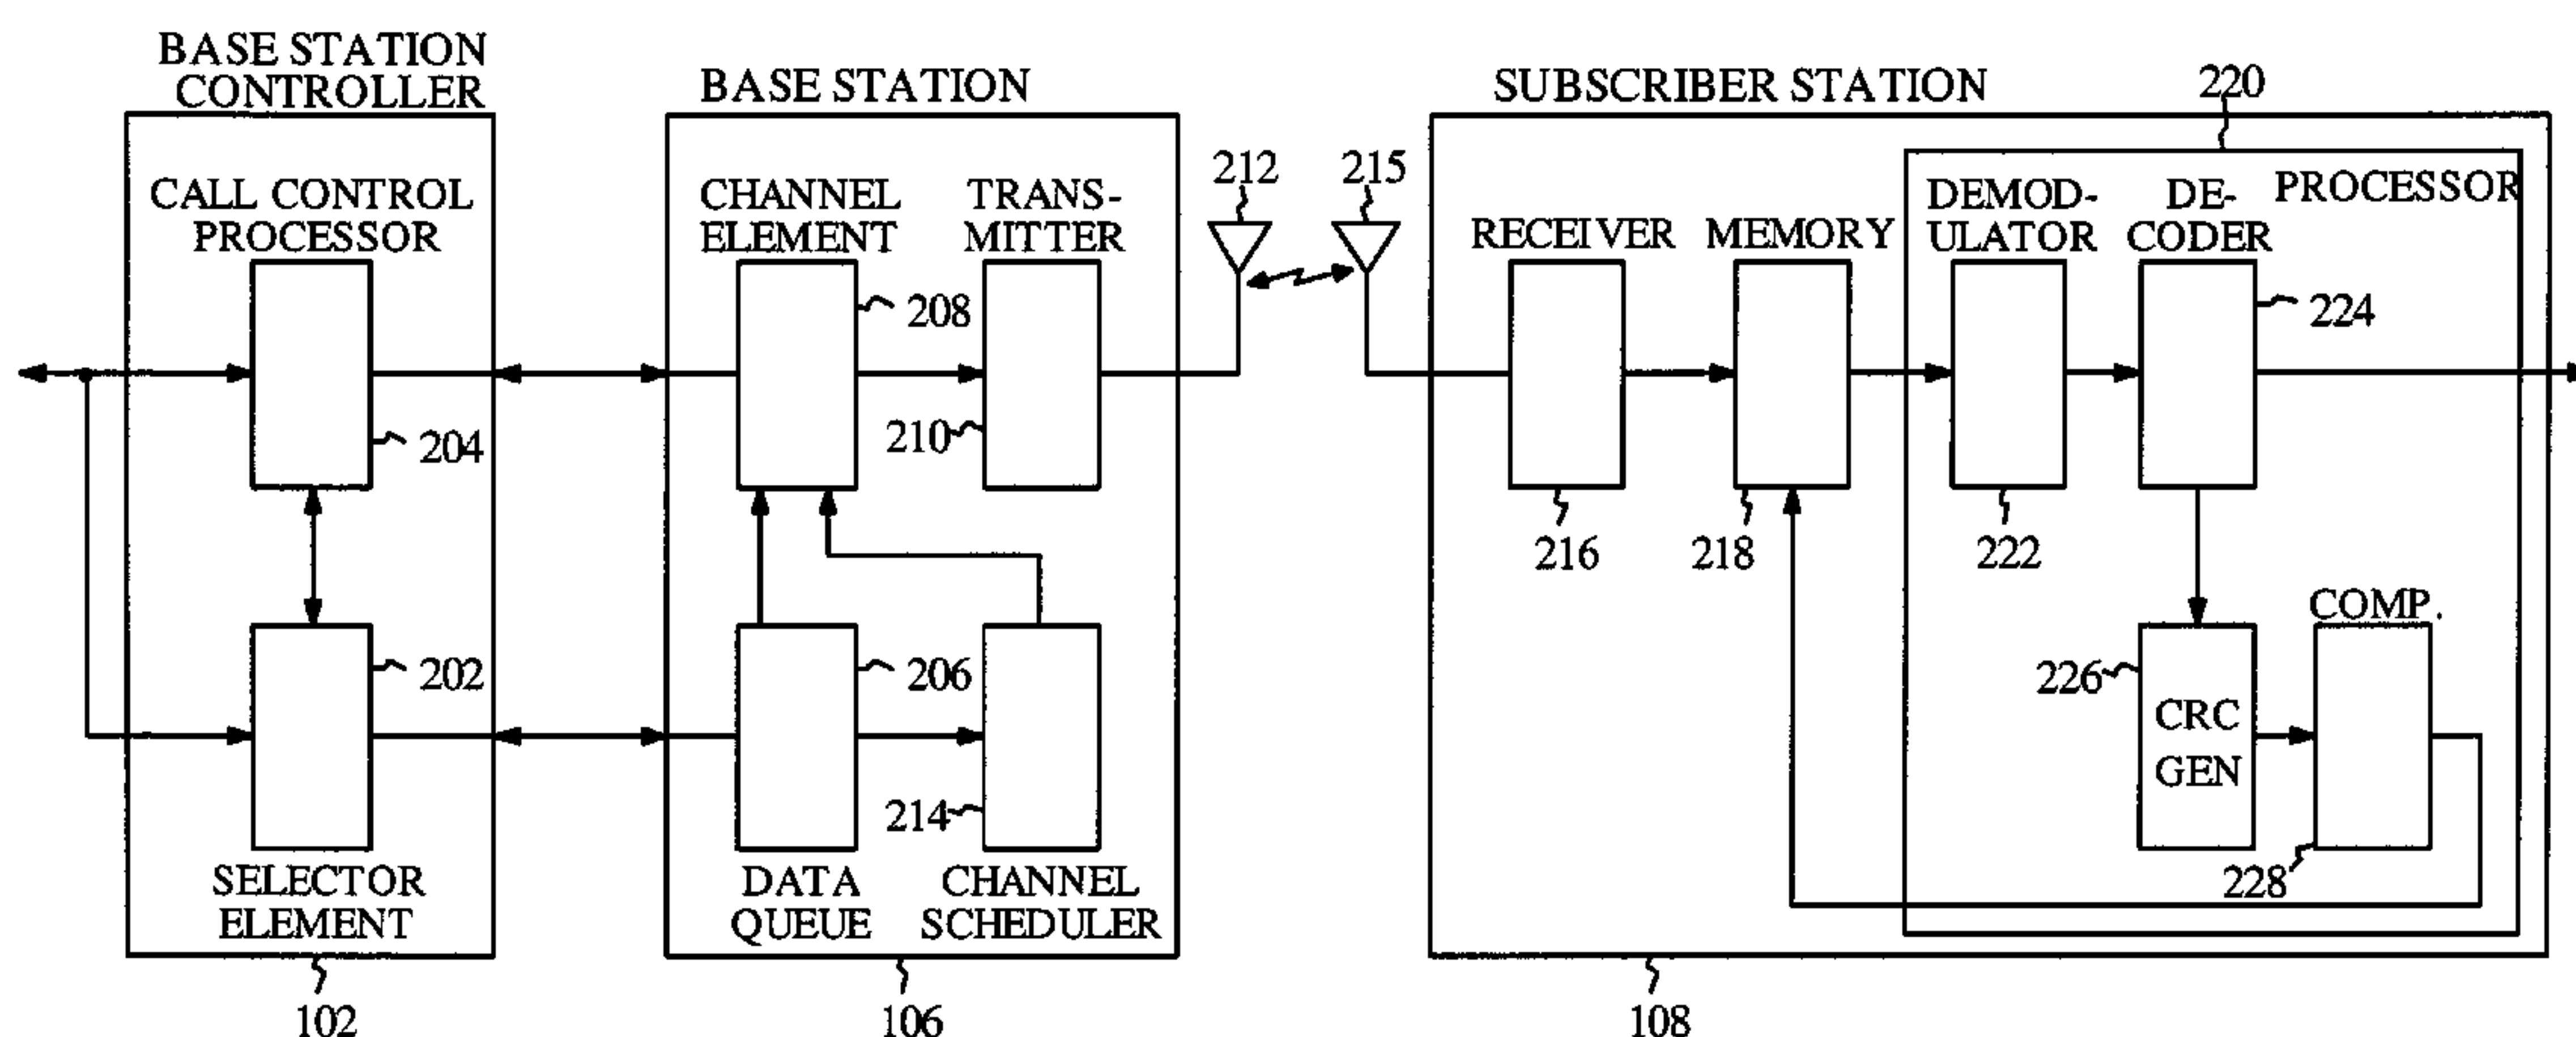 BASE STATION
CONTROLLER
CALL CONTROL
PROCESSOR
204
202
SELECTOR
ELEMENT
102
BASE STATION
CHANNEL
ELEMENT
TRANS-
MITTER
208
210
206
214
DATA
QUEUE
CHANNEL
SCHEDULER
106
212
215
SUBSCRIBER STATION
220
PROCESSOR
RECEIVER
MEMORY
DEMOD-
ULATOR
DE-
CODER
224
216
218
222
COMP.
226
CRC
GEN
228
108